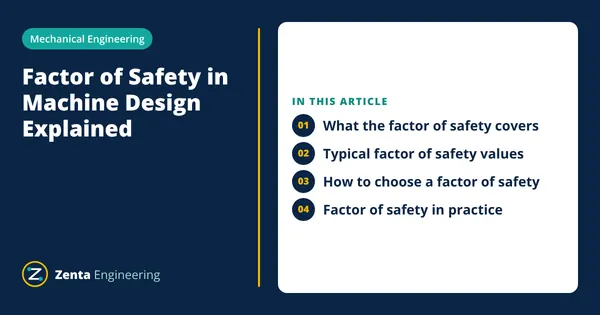 Mechanical Engineering
Factor of Safety in
Machine Design
Explained
Zenta Engineering
IN THIS ARTICLE
01 What the factor of safety covers
02 Typical factor of safety values
03 How to choose a factor of safety
04 Factor of safety in practice